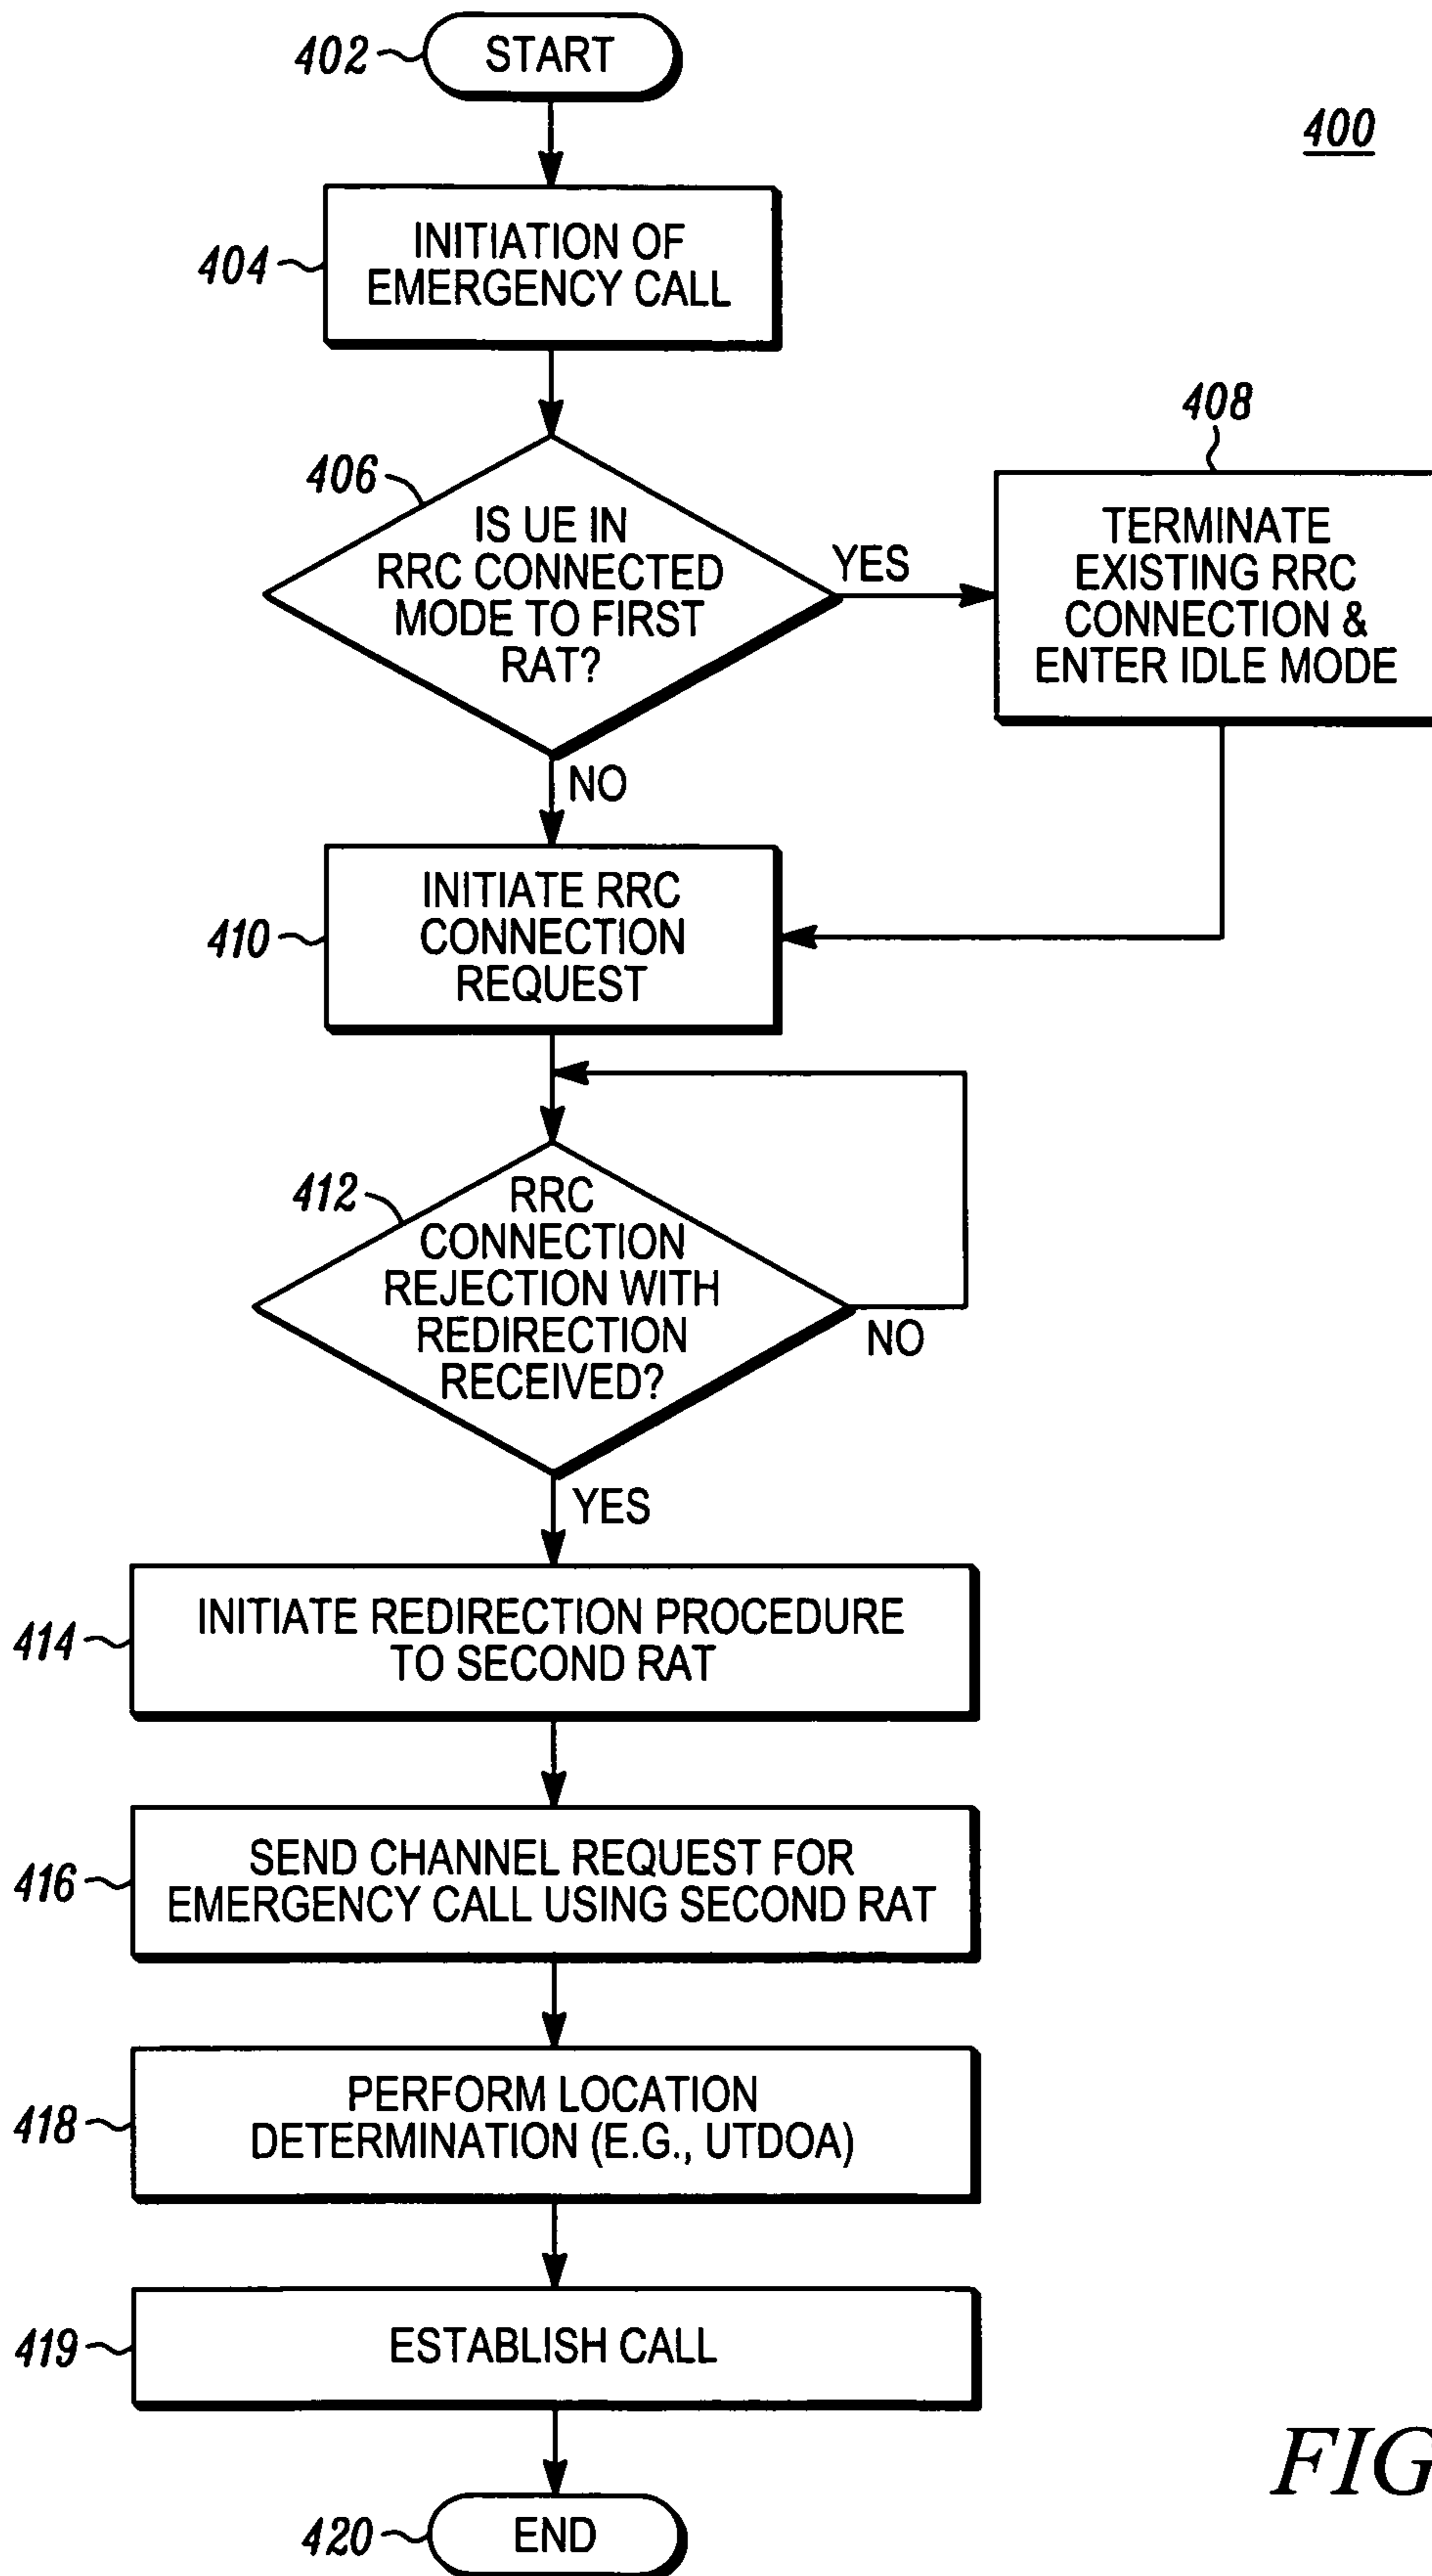 402
START
400
404
INITIATION OF
EMERGENCY CALL
408
406
IS UE IN
RRC CONNECTED
MODE TO FIRST
RAT?
YES
TERMINATE
EXISTING RRC
CONNECTION &
ENTER IDLE MODE
NO
410
INITIATE RRC
CONNECTION
REQUEST
412
RRC
CONNECTION
REJECTION WITH
REDIRECTION
RECEIVED?
NO
YES
414
INITIATE REDIRECTION PROCEDURE
TO SECOND RAT
416
SEND CHANNEL REQUEST FOR
EMERGENCY CALL USING SECOND RAT
418
PERFORM LOCATION
DETERMINATION (E.G., UTDOA)
419
ESTABLISH CALL
FIG
420
END